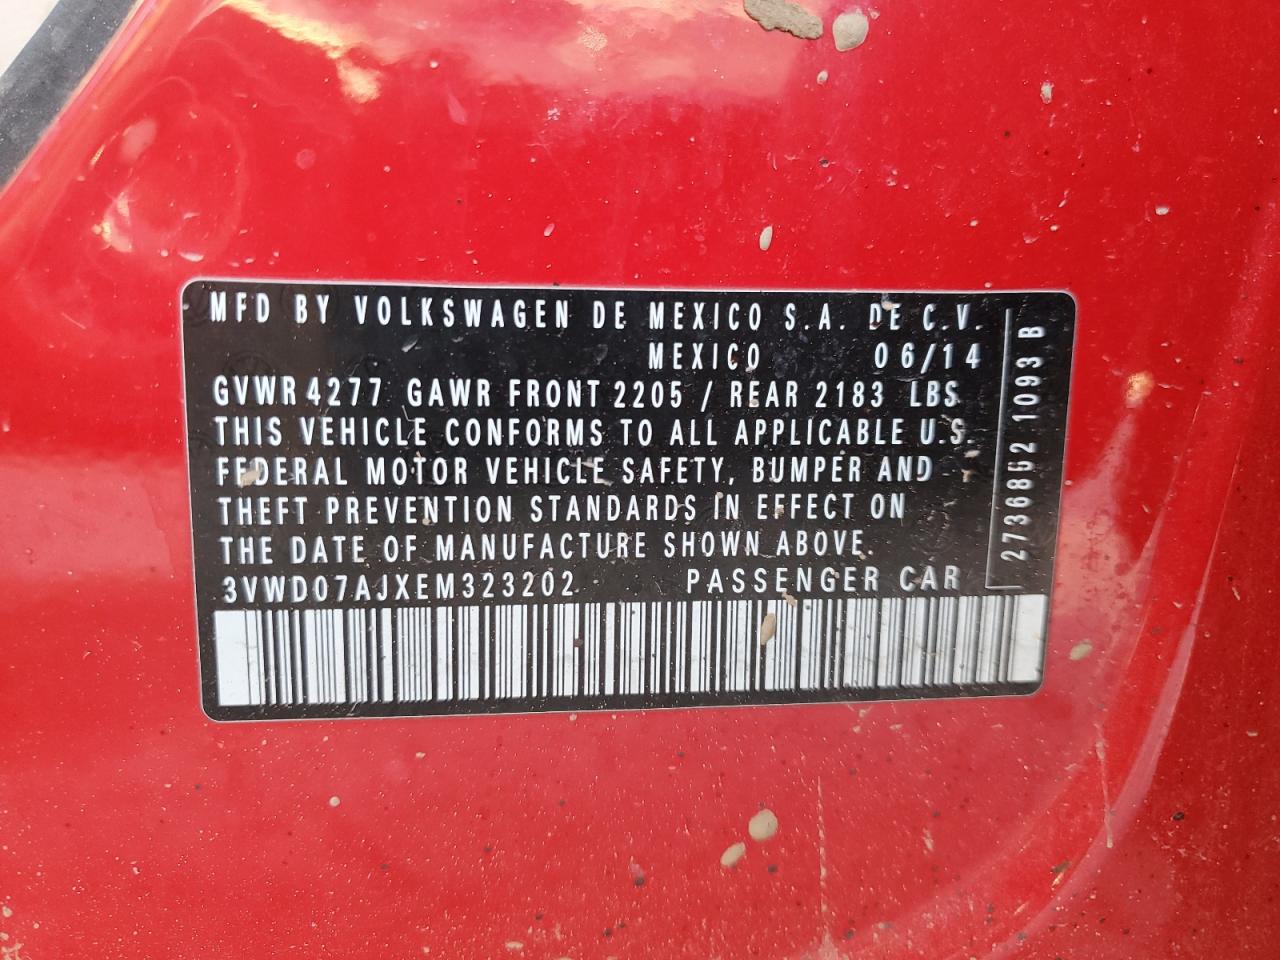 MFD BY VOLKSWAGEN DE MEXICO S.A. DE C.V.
MEXICO 06/14
GVWR 4277 GAWR FRONT 2205 / REAR 2183 LBS
THIS VEHICLE CONFORMS TO ALL APPLICABLE U.S.
FEDERAL MOTOR VEHICLE SAFETY, BUMPER AND
THEFT PREVENTION STANDARDS IN EFFECT ON
THE DATE OF MANUFACTURE SHOWN ABOVE.
3VWD07AJXEM323202 PASSENGER CAR
2736862 1093 B